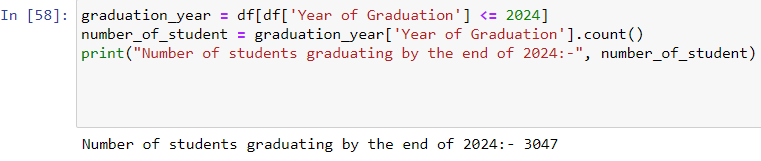 In [58]: graduation_year = df[df['Year of Graduation'] <= 2024]
number_of_student = graduation_year['Year of Graduation'].count()
print("Number of students graduating by the end of 2024:-", number_of_student)
Number of students graduating by the end of 2024:- 3047